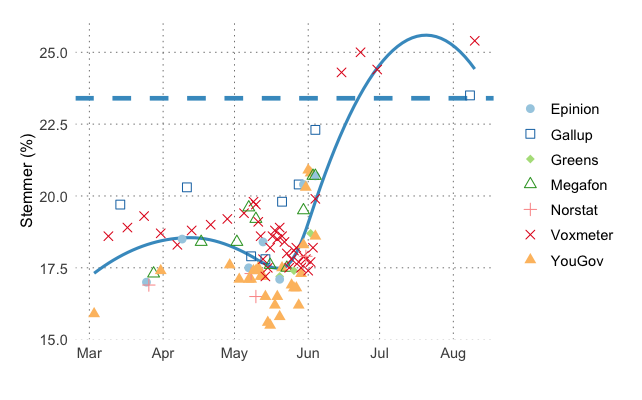 25.0
22.5
20.0
17.5
15.0
Stemmer (%)
Mar Apr May Jun Jul Aug
Epinion
Gallup
Greens
Megafon
Norstat
Voxmeter
YouGov